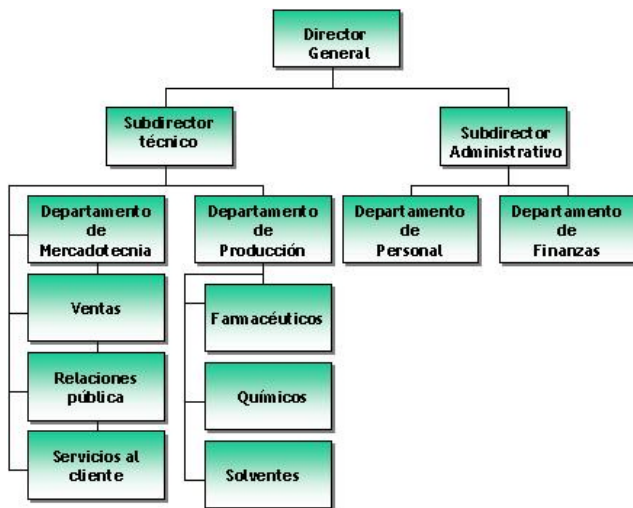 Director
General
Subdirector
técnico
Subdirector
Administrativo
Departamento
de
Mercadotecnia
Departamento
de
Producción
Departamento
de
Personal
Departamento
de
Finanzas
Ventas
Farmacéuticos
Relaciones
pública
Químicos
Servicios al
cliente
Solventes